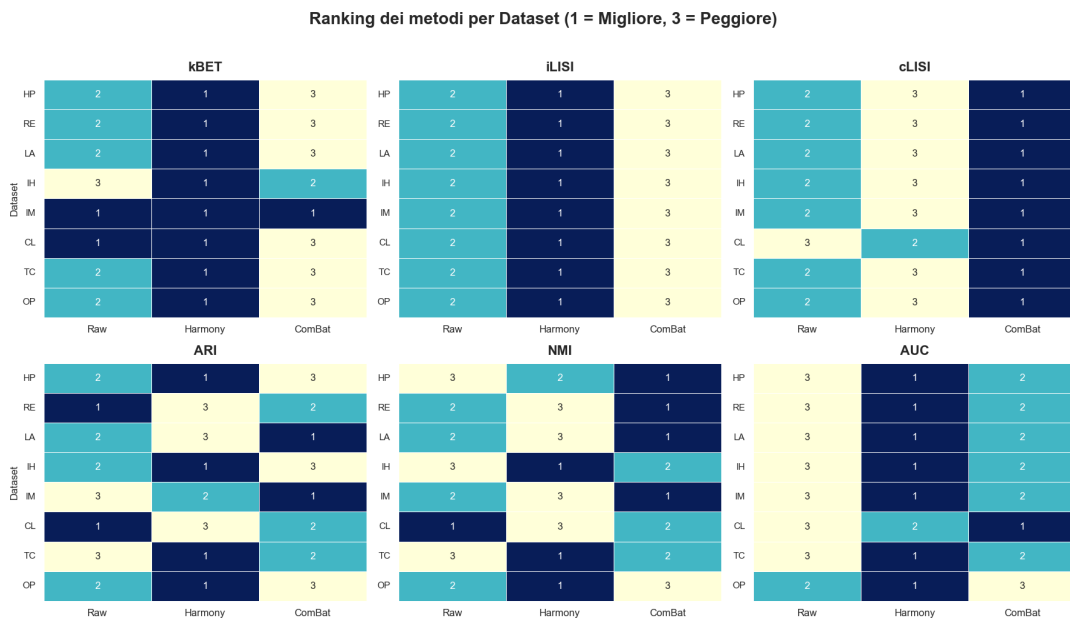 Ranking dei metodi per Dataset (1 = Migliore, 3 = Peggiore)
kBET iLISI cLISI
HP 2 1 3 HP 2 1 3 HP 2 3 1
RE 2 1 3 RE 2 1 3 RE 2 3 1
LA 2 1 3 LA 2 1 3 LA 2 3 1
IH 3 1 2 IH 2 1 3 IH 2 3 1
Dataset
IM 1 1 1 IM 2 1 3 IM 2 3 1
CL 1 1 3 CL 2 1 3 CL 3 2 1
TC 2 1 3 TC 2 1 3 TC 2 3 1
OP 2 1 3 OP 2 1 3 OP 2 3 1
Raw Harmony ComBat Raw Harmony ComBat Raw Harmony ComBat
ARI NMI AUC
HP 2 1 3 HP 3 2 1 HP 3 1 2
RE 1 3 2 RE 2 3 1 RE 3 1 2
LA 2 3 1 LA 2 3 1 LA 3 1 2
IH 2 1 3 IH 3 1 2 IH 3 1 2
Dataset
IM 3 2 1 IM 2 3 1 IM 3 1 2
CL 1 3 2 CL 1 3 2 CL 3 2 1
TC 3 1 2 TC 3 1 2 TC 3 1 2
OP 2 1 3 OP 2 1 3 OP 2 1 3
Raw Harmony ComBat Raw Harmony ComBat Raw Harmony ComBat